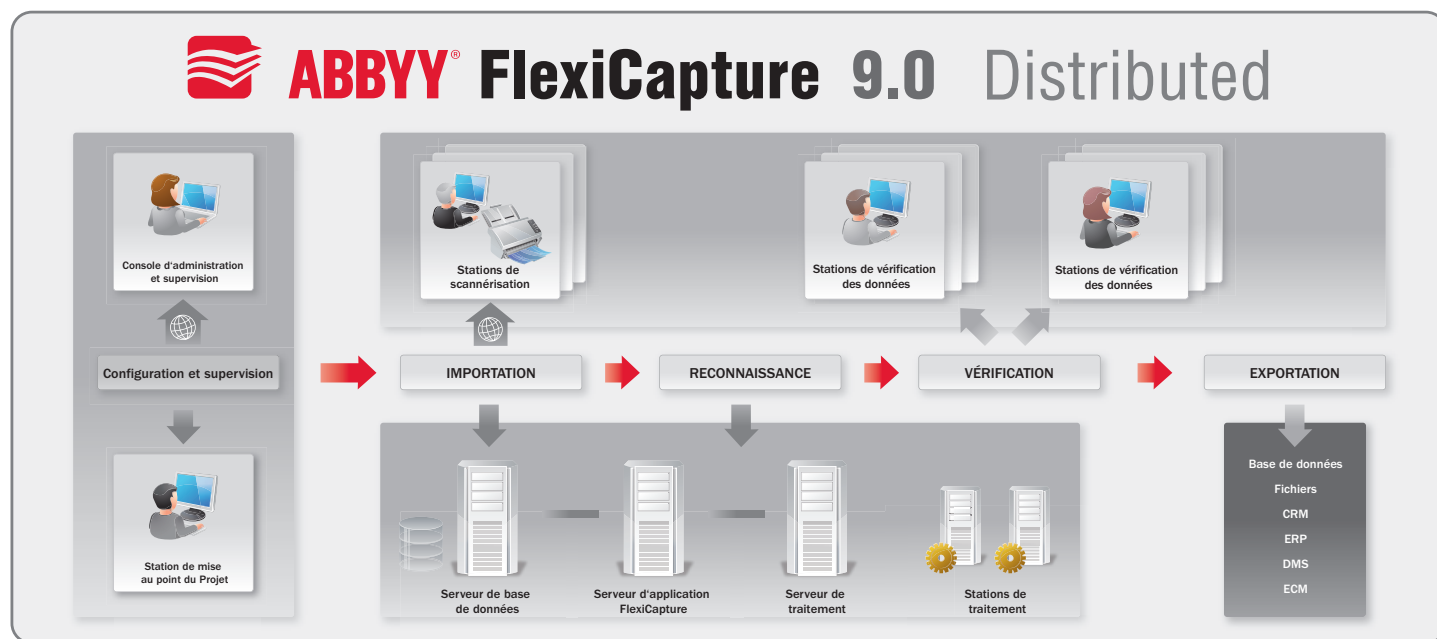 ABBYY® FlexiCapture 9.0 Distributed
Console d‘administration
et supervision
Stations de
scannérisation
Stations de vérification
des données
Stations de vérification
des données
Configuration et supervision
IMPORTATION
RECONNAISSANCE
VÉRIFICATION
EXPORTATION
Station de mise
au point du Projet
Serveur de base
de données
Serveur d‘application
FlexiCapture
Serveur de
traitement
Stations de
traitement
Base de données
Fichiers
CRM
ERP
DMS
ECM